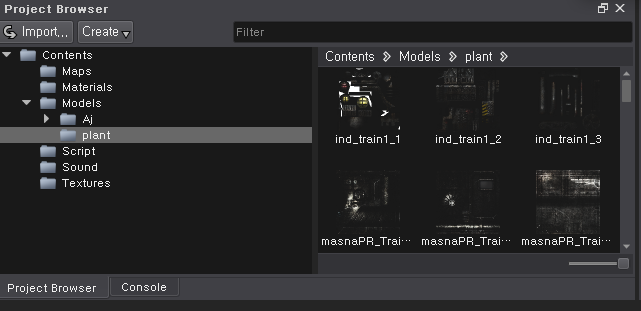 Project Browser
Import... Create
Filter
Contents
Maps
Materials
Models
Aj
plant
Script
Sound
Textures
Contents Models plant
ind_train1_1 ind_train1_2 ind_train1_3
masnaPR_Trai... masnaPR_Trai... masnaPR_Trai...
Project Browser Console